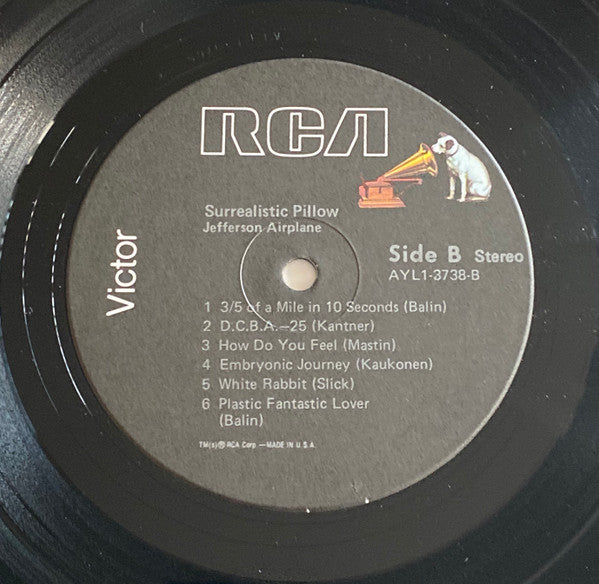 RCA
Victor
Surrealistic Pillow
Jefferson Airplane
Side B Stereo
AYL1-3738-B
1 3/5 of a Mile in 10 Seconds (Balin)
2 D.C.B.A.—25 (Kantner)
3 How Do You Feel (Mastin)
4 Embryonic Journey (Kaukonen)
5 White Rabbit (Slick)
6 Plastic Fantastic Lover
(Balin)
TM(s)® RCA Corp.—MADE IN U.S.A.